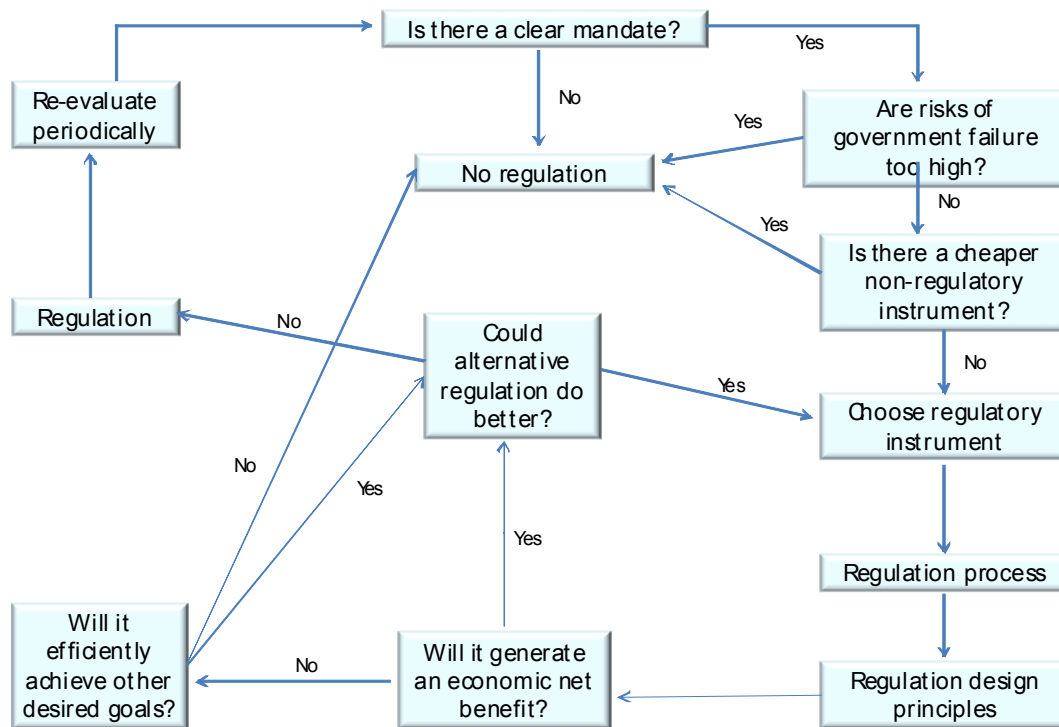 Is there a clear mandate?
Yes
Re-evaluate
periodically
No
Are risks of
government failure
too high?
Yes
No regulation
No
Yes
Is there a cheaper
non-regulatory
instrument?
Regulation
No
Could
alternative
regulation do
better?
No
Yes
Choose regulatory
instrument
No
Yes
Yes
Regulation process
Will it
efficiently
achieve other
desired goals?
No
Will it generate
an economic net
benefit?
Regulation design
principles